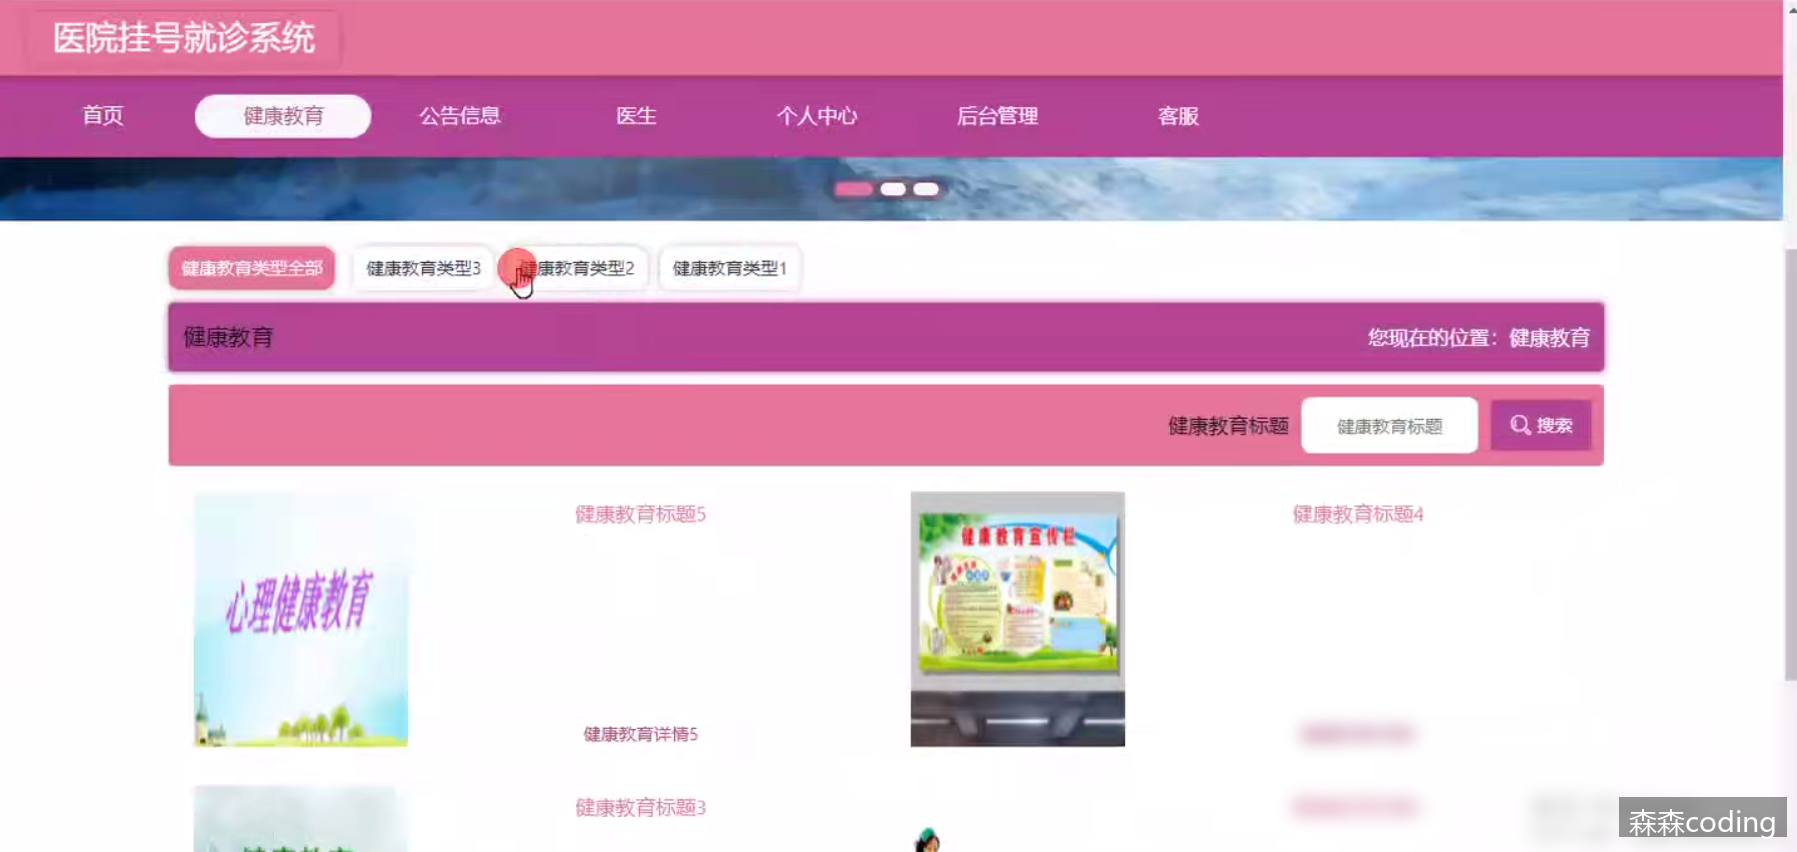 医院挂号就诊系统
首页 健康教育 公告信息 医生 个人中心 后台管理 客服
健康教育类型全部 健康教育类型3 健康教育类型2 健康教育类型1
健康教育 您现在的位置：健康教育
健康教育标题 健康教育标题 搜索
健康教育标题5 健康教育标题4
心理健康教育
健康教育宣传栏
健康教育详情5
健康教育标题3
森森coding